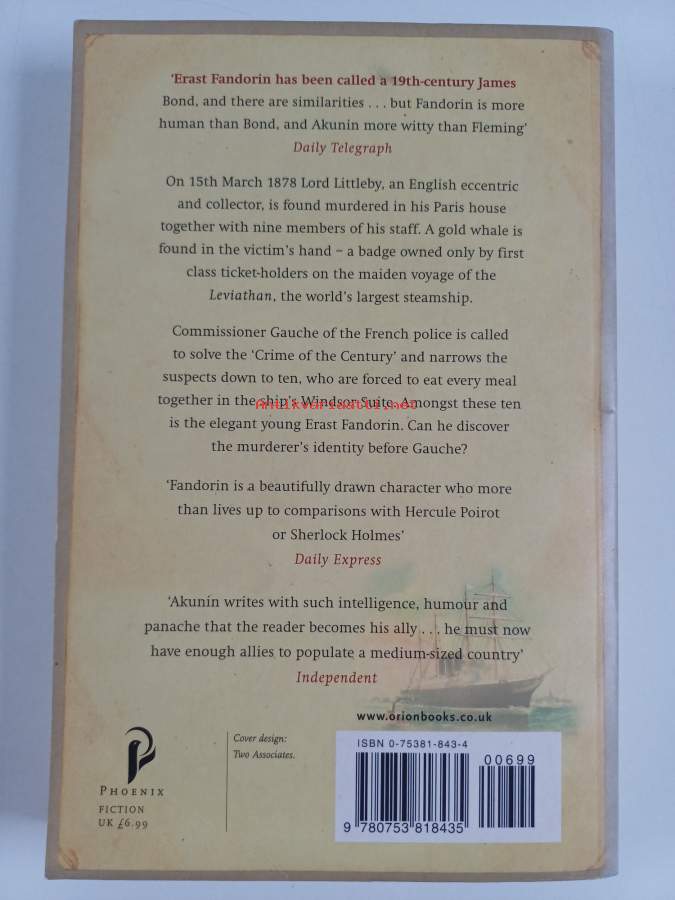 ‘Erast Fandorin has been called a 19th-century James
Bond, and there are similarities . . . but Fandorin is more
human than Bond, and Akunin more witty than Fleming’
Daily Telegraph
On 15th March 1878 Lord Littleby, an English eccentric
and collector, is found murdered in his Paris house
together with nine members of his staff. A gold whale is
found in the victim’s hand – a badge owned only by first
class ticket-holders on the maiden voyage of the
Leviathan, the world’s largest steamship.
Commissioner Gauche of the French police is called
to solve the ‘Crime of the Century’ and narrows the
suspects down to ten, who are forced to eat every meal
together in the ship’s Windsor Suite. Amongst these ten
Antikvariaatti.net
is the elegant young Erast Fandorin. Can he discover
the murderer’s identity before Gauche?
‘Fandorin is a beautifully drawn character who more
than lives up to comparisons with Hercule Poirot
or Sherlock Holmes’
Daily Express
‘Akunin writes with such intelligence, humour and
panache that the reader becomes his ally . . . he must now
have enough allies to populate a medium-sized country’
Independent
www.orionbooks.co.uk
PHOENIX
FICTION
UK £6.99
Cover design:
Two Associates.
ISBN 0-75381-843-4
00699
9 780753 818435